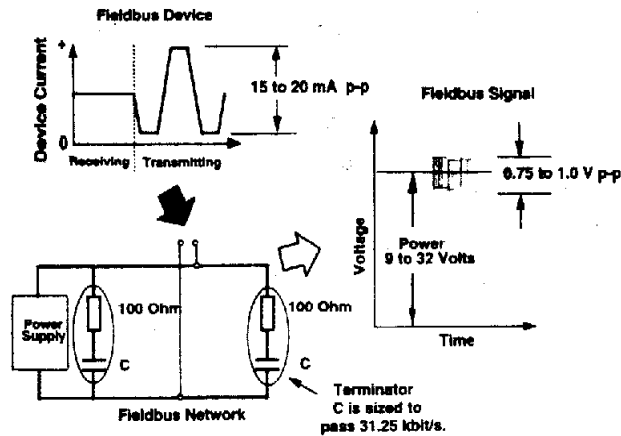 Fieldbus Device
Device Current
+
0
Receiving
Transmitting
15 to 20 mA p-p
Fieldbus Signal
Voltage
0.75 to 1.0 V p-p
Power
9 to 32 Volts
Time
Power
Supply
100 Ohm
C
100 Ohm
C
Fieldbus Network
Terminator
C is sized to
pass 31.25 kbit/s.